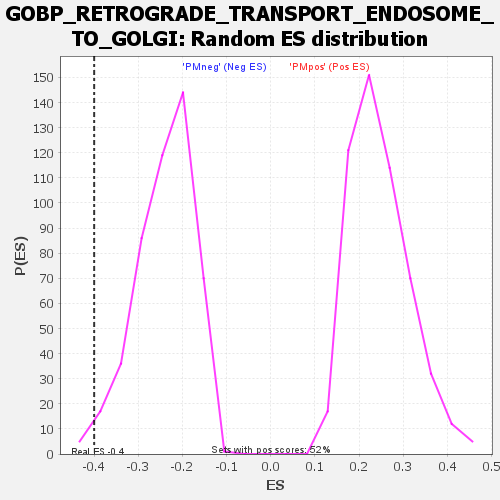 GOBP_RETROGRADE_TRANSPORT_ENDOSOME_
TO_GOLGI: Random ES distribution
'PMneg' (Neg ES) 'PMpos' (Pos ES)
150
140
130
120
110
100
90
80
70
60
50
40
30
20
10
0
P(ES)
Real ES -0.4
Sets with pos scores: 52%
-0.4 -0.3 -0.2 -0.1 0.0 0.1 0.2 0.3 0.4 0.5
ES